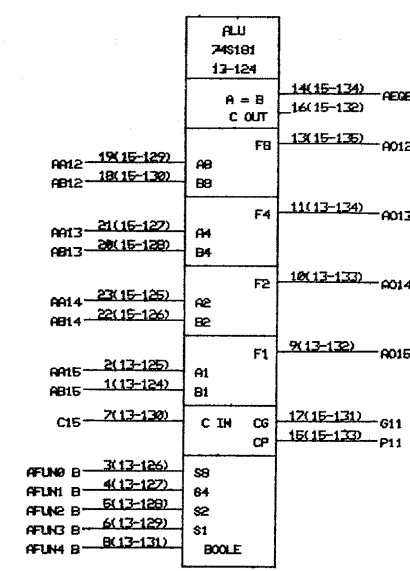 ALU
74S181
13-124
A = B 14(15-134) AEQB
C OUT 16(15-132)
F8 13(15-135) AO12
AA12 19(15-129) A8
AB12 18(15-130) B8
F4 11(13-134) AO13
AA13 21(15-127) A4
AB13 20(15-128) B4
F2 10(13-133) AO14
AA14 23(15-125) A2
AB14 22(15-126) B2
F1 9(13-132) AO15
AA15 2(13-125) A1
AB15 1(13-124) B1
C15 7(13-130) C IN CG 17(15-131) G11
CP 15(15-133) P11
AFUN0 B 3(13-126) S8
AFUN1 B 4(13-127) S4
AFUN2 B 5(13-128) S2
AFUN3 B 6(13-129) S1
AFUN4 B 8(13-131) BOOLE